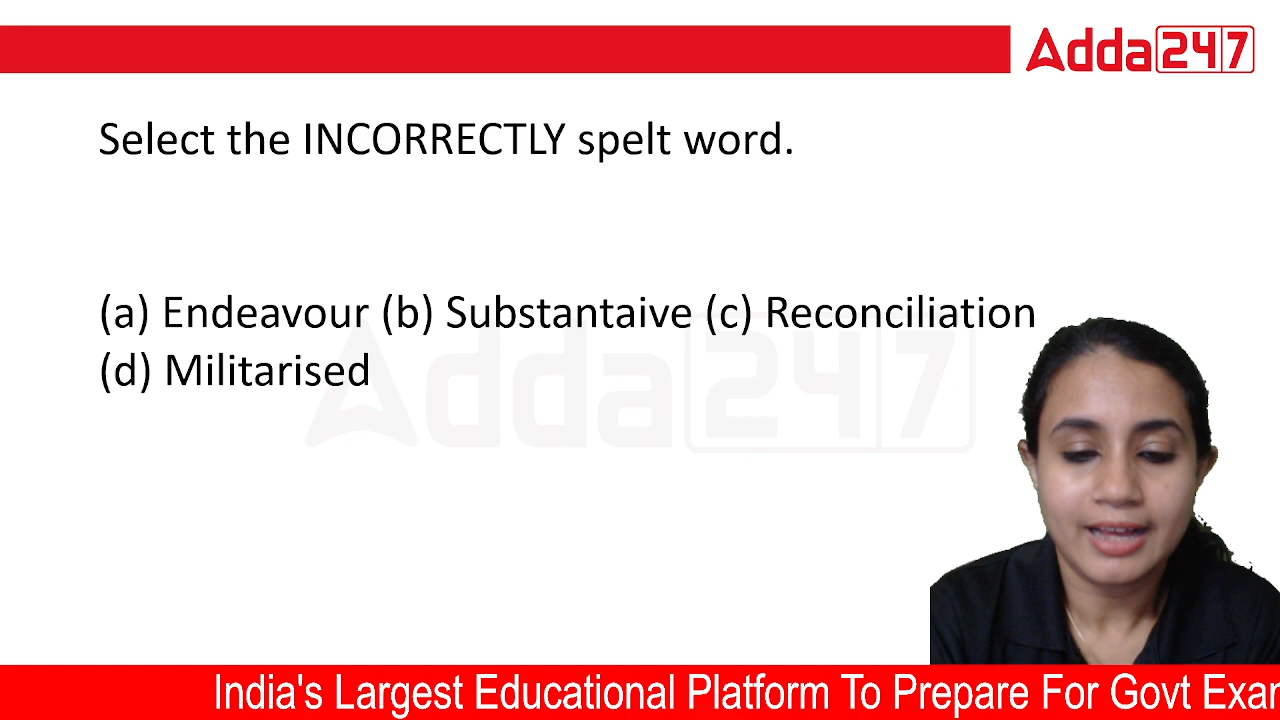 Adda247
Select the INCORRECTLY spelt word.
(a) Endeavour (b) Substantaive (c) Reconciliation
(d) Militarised
Adda247
India's Largest Educational Platform To Prepare For Govt Exar